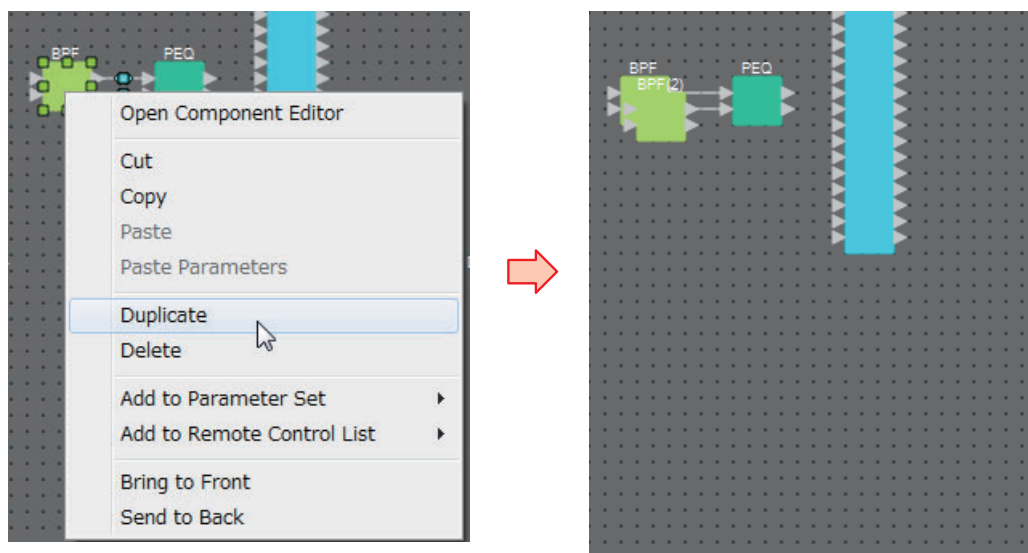 BPF
PEQ
Open Component Editor
Cut
Copy
Paste
Paste Parameters
Duplicate
Delete
Add to Parameter Set
Add to Remote Control List
Bring to Front
Send to Back
BPF
PEQ
BPF(2)